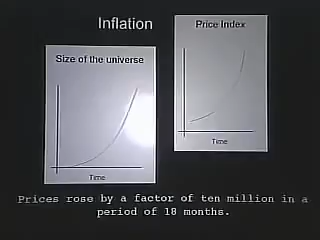 Inflation
Size of the universe
Time
Price Index
Time
Prices rose by a factor of ten million in a
period of 18 months.